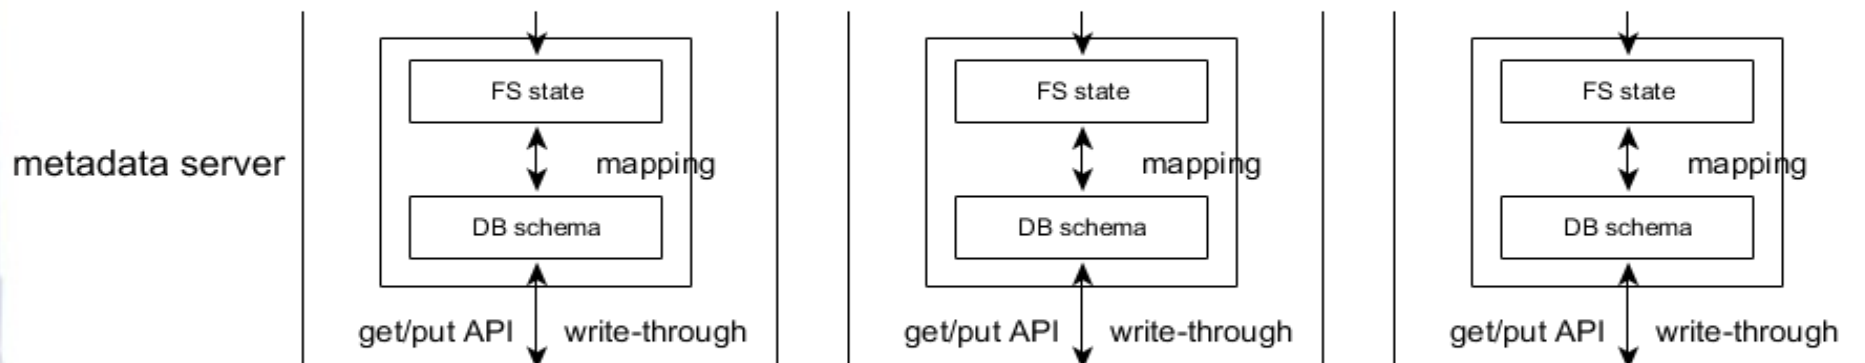 FS state
FS state
FS state
metadata server
mapping
mapping
mapping
DB schema
DB schema
DB schema
get/put API write-through
get/put API write-through
get/put API write-through